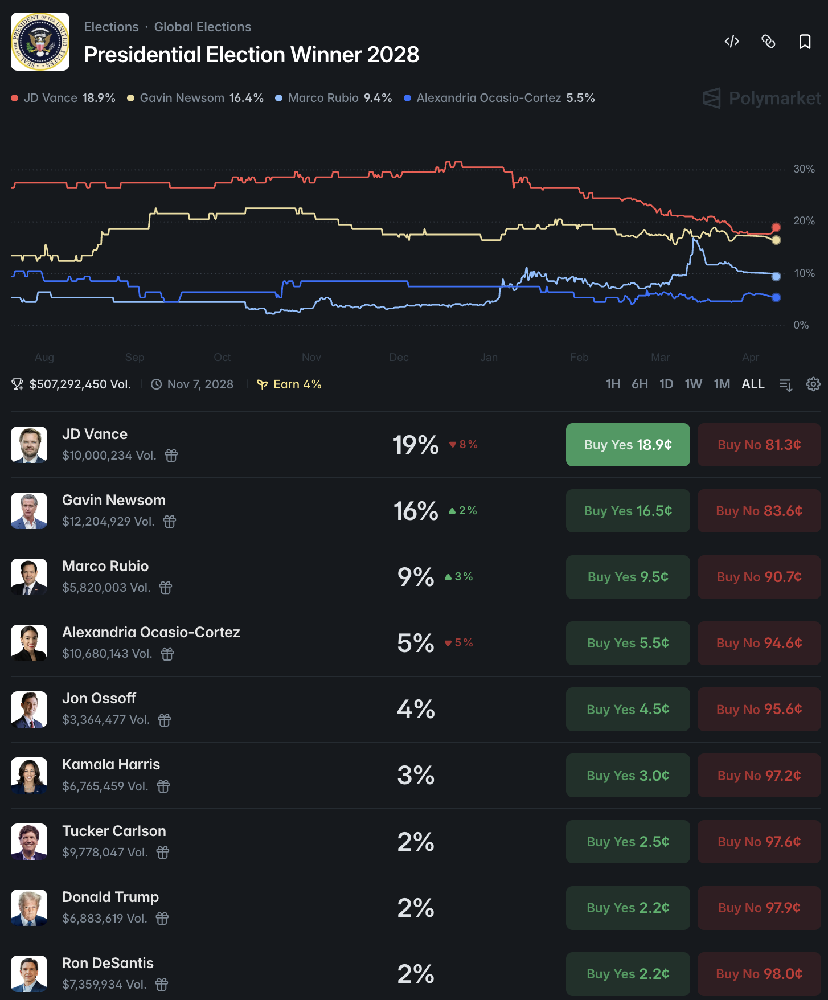 Elections · Global Elections
Presidential Election Winner 2028
JD Vance 18.9% Gavin Newsom 16.4% Marco Rubio 9.4% Alexandria Ocasio-Cortez 5.5%
Polymarket
30%
20%
10%
0%
Aug Sep Oct Nov Dec Jan Feb Mar Apr
$507,292,450 Vol. Nov 7, 2028 Earn 4% 1H 6H 1D 1W 1M ALL
JD Vance
$10,000,234 Vol.
19% 8% Buy Yes 18.9¢ Buy No 81.3¢
Gavin Newsom
$12,204,929 Vol.
16% 2% Buy Yes 16.5¢ Buy No 83.6¢
Marco Rubio
$5,820,003 Vol.
9% 3% Buy Yes 9.5¢ Buy No 90.7¢
Alexandria Ocasio-Cortez
$10,680,143 Vol.
5% 5% Buy Yes 5.5¢ Buy No 94.6¢
Jon Ossoff
$3,364,477 Vol.
4% Buy Yes 4.5¢ Buy No 95.6¢
Kamala Harris
$6,765,459 Vol.
3% Buy Yes 3.0¢ Buy No 97.2¢
Tucker Carlson
$9,778,047 Vol.
2% Buy Yes 2.5¢ Buy No 97.6¢
Donald Trump
$6,883,619 Vol.
2% Buy Yes 2.2¢ Buy No 97.9¢
Ron DeSantis
$7,359,934 Vol.
2% Buy Yes 2.2¢ Buy No 98.0¢